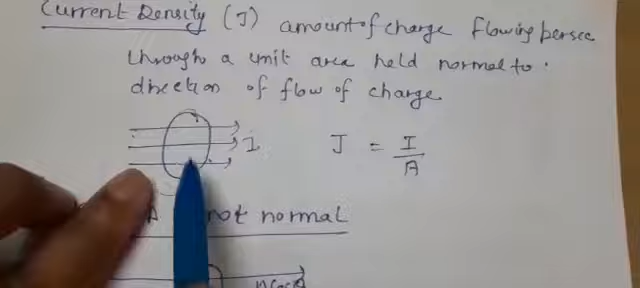 Current Density (J) amount of charge flowing persec
through a unit area held normal to
direction of flow of charge
I J = I/A
A not normal